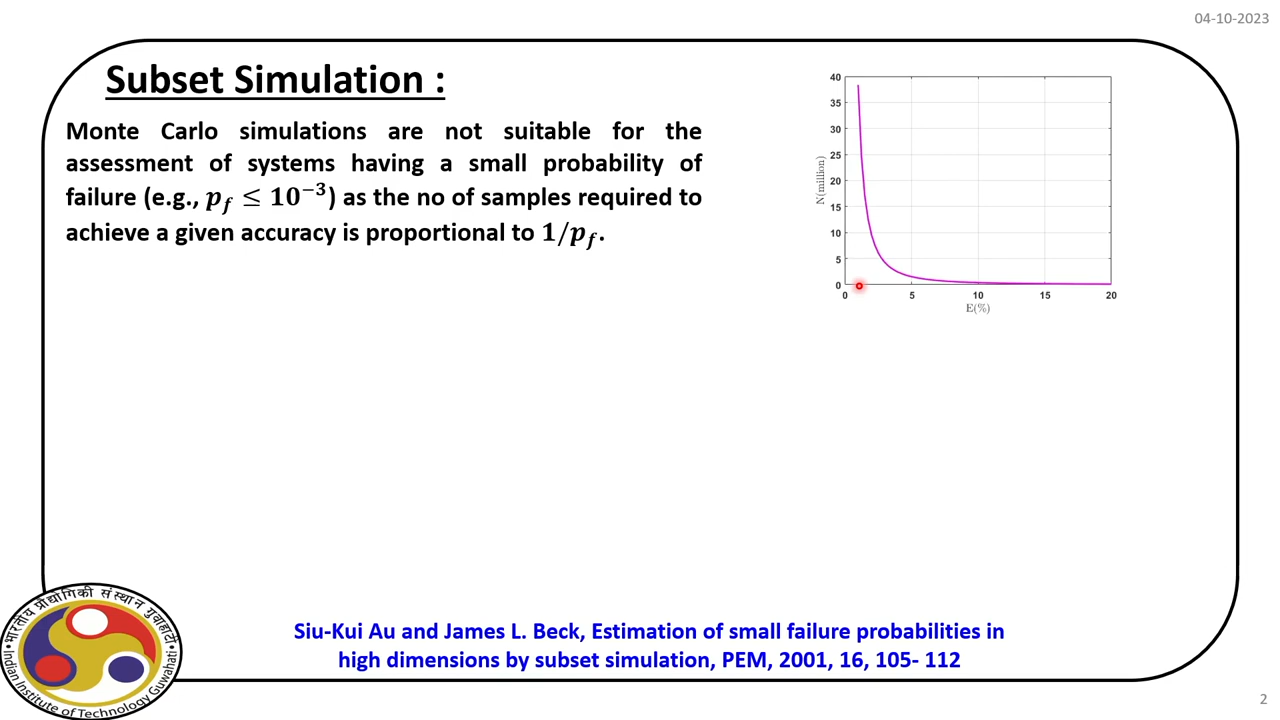 04-10-2023
Subset Simulation :
Monte Carlo simulations are not suitable for the
assessment of systems having a small probability of
failure (e.g., p_f ≤ 10^{-3}) as the no of samples required to
achieve a given accuracy is proportional to 1/p_f.
40
35
30
25
20
15
10
5
0
N(million)
0 5 10 15 20
E(%)
भारतीय प्रौद्योगिकी संस्थान गुवाहाटी
Indian Institute of Technology Guwahati
Siu-Kui Au and James L. Beck, Estimation of small failure probabilities in
high dimensions by subset simulation, PEM, 2001, 16, 105- 112
2